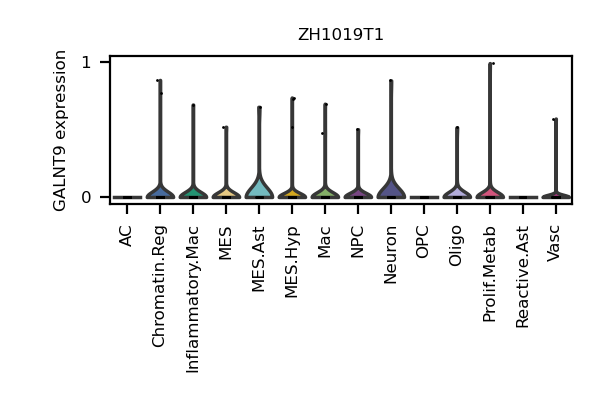 ZH1019T1
GALNT9 expression
1
0
AC
Chromatin.Reg
Inflammatory.Mac
MES
MES.Ast
MES.Hyp
Mac
NPC
Neuron
OPC
Oligo
Prolif.Metab
Reactive.Ast
Vasc